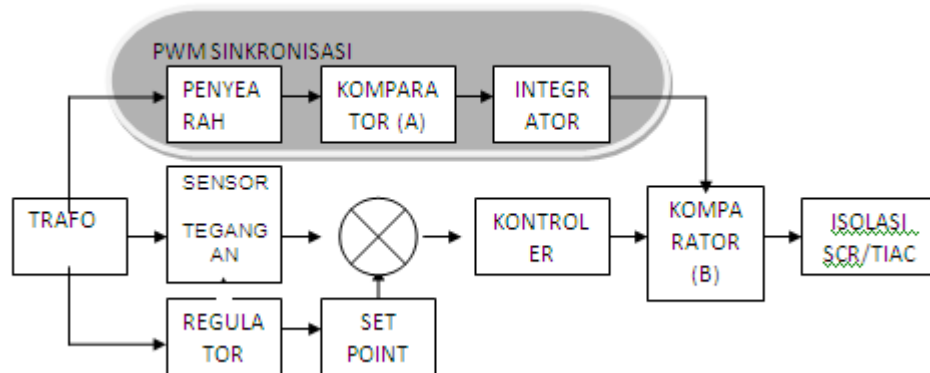 PWM SINKRONISASI
PENYEA
RAH
KOMPARA
TOR (A)
INTEGR
ATOR
TRAFO
SENSOR
TEGANG
AN
KONTROL
ER
KOMPA
RATOR
(B)
ISOLASI
SCR/TIAC
REGULA
TOR
SET
POINT